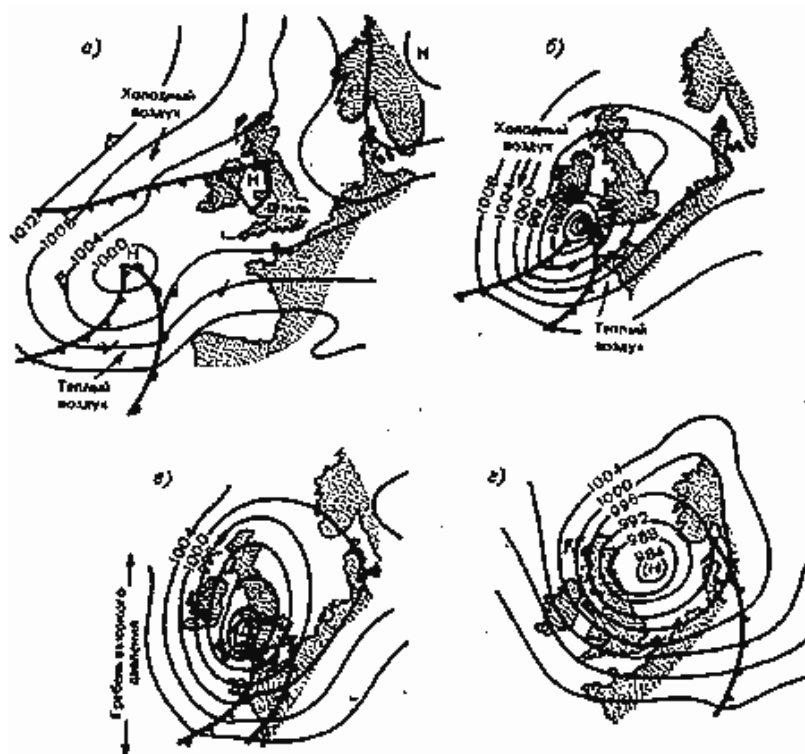 а)
Н
Холодный
воздух
Н
1012
1008
1004
1000
Н
Теплый
воздух
б)
Холодный
воздух
1008
1004
1000
996
Теплый
воздух
в)
1004
1000
Гребень высокого
давления
г)
1004
1000
996
992
988
984
(Н)